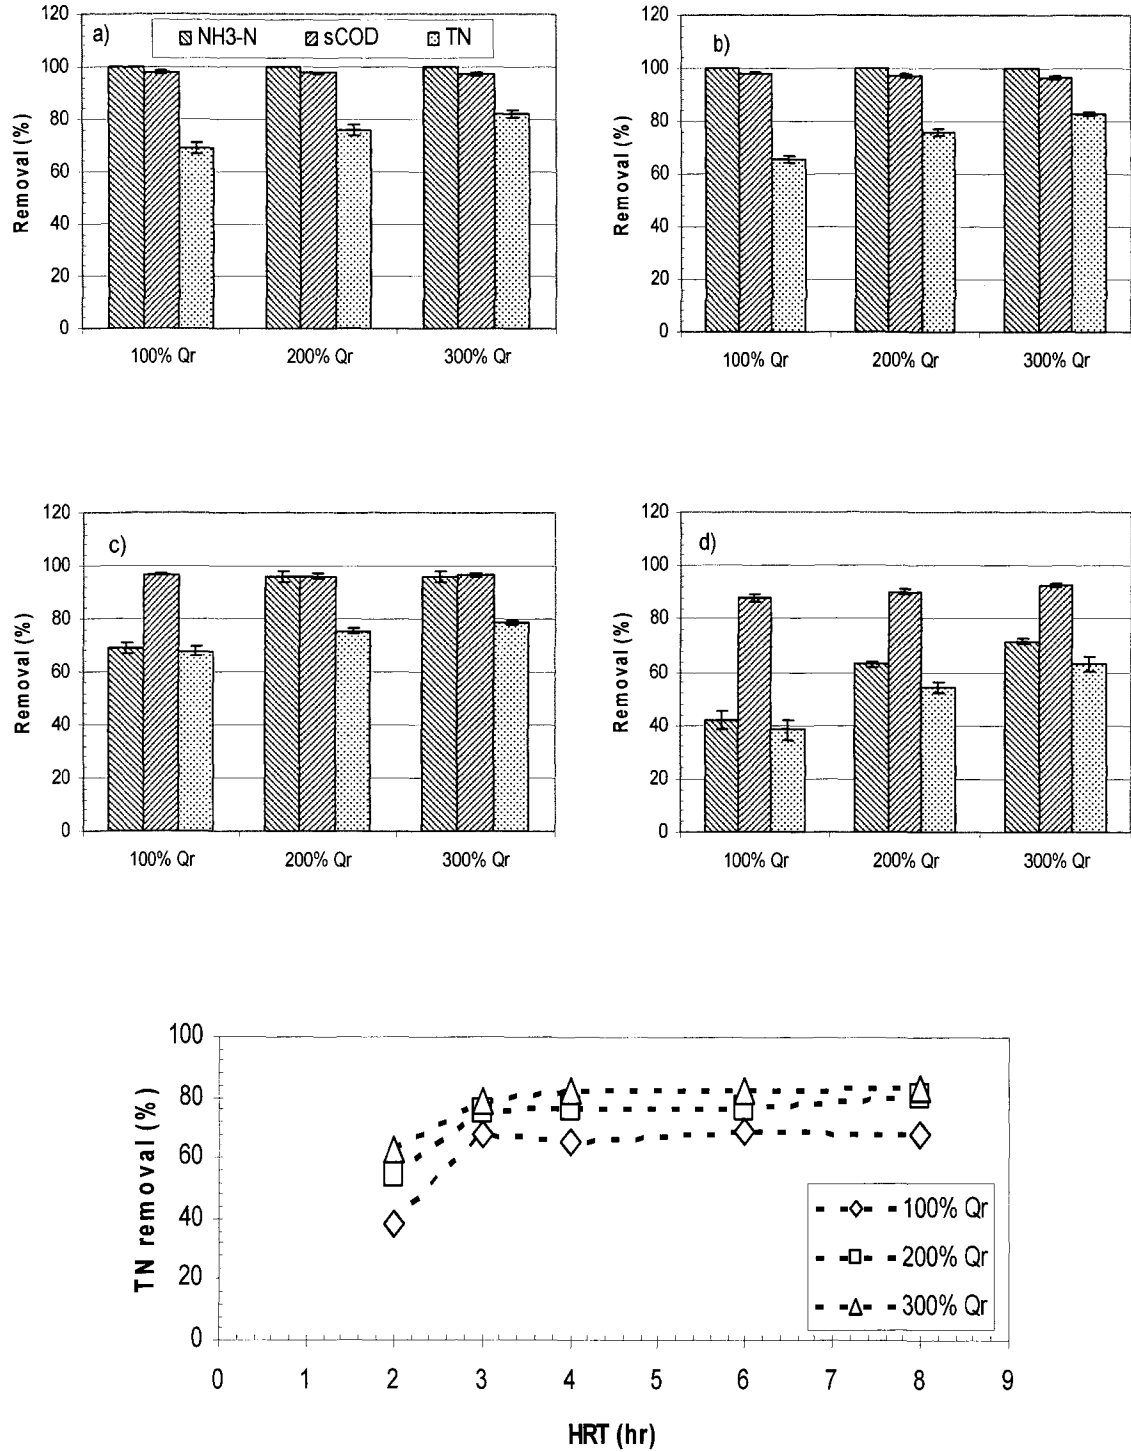 a)
NH3-N sCOD TN
Removal (%)
120
100
80
60
40
20
0
100% Qr 200% Qr 300% Qr
b)
Removal (%)
120
100
80
60
40
20
0
100% Qr 200% Qr 300% Qr
c)
Removal (%)
120
100
80
60
40
20
0
100% Qr 200% Qr 300% Qr
d)
Removal (%)
120
100
80
60
40
20
0
100% Qr 200% Qr 300% Qr
TN removal (%)
100
80
60
40
20
0
0 1 2 3 4 5 6 7 8 9
HRT (hr)
100% Qr
200% Qr
300% Qr